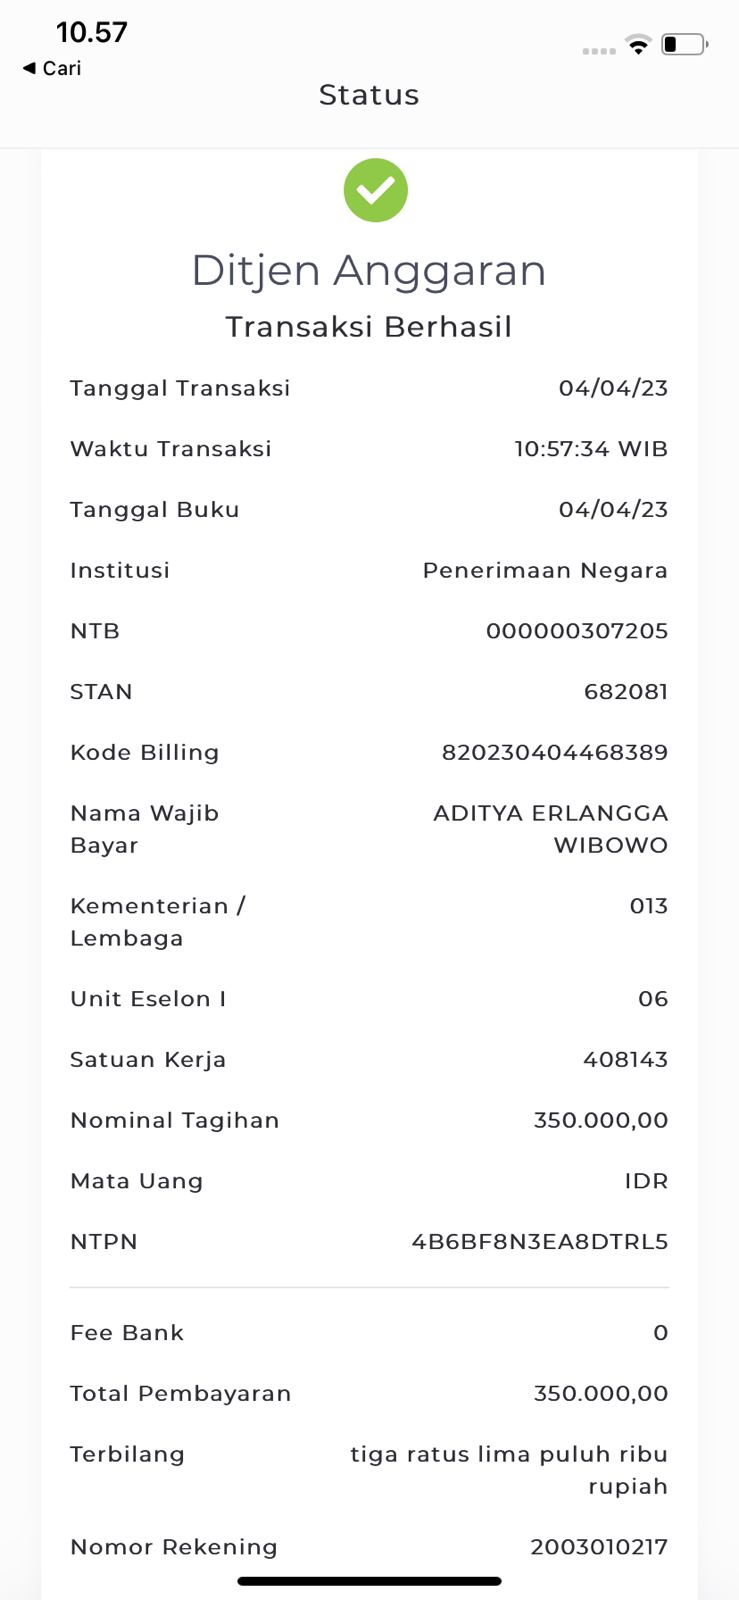 10.57
◀ Cari
Status
Ditjen Anggaran
Transaksi Berhasil
Tanggal Transaksi 04/04/23
Waktu Transaksi 10:57:34 WIB
Tanggal Buku 04/04/23
Institusi Penerimaan Negara
NTB 000000307205
STAN 682081
Kode Billing 820230404468389
Nama Wajib ADITYA ERLANGGA
Bayar WIBOWO
Kementerian / 013
Lembaga
Unit Eselon I 06
Satuan Kerja 408143
Nominal Tagihan 350.000,00
Mata Uang IDR
NTPN 4B6BF8N3EA8DTRL5
Fee Bank 0
Total Pembayaran 350.000,00
Terbilang tiga ratus lima puluh ribu
rupiah
Nomor Rekening 2003010217